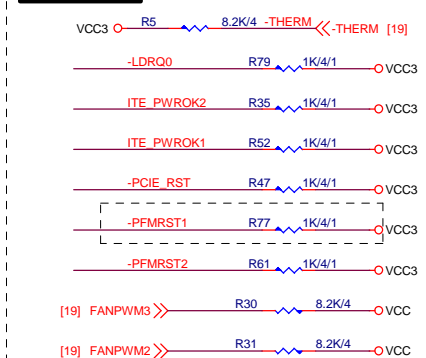 VCC3 R5 8.2K/4 -THERM -THERM [19]
-LDRQ0 R79 1K/4/1 VCC3
ITE_PWROK2 R35 1K/4/1 VCC3
ITE_PWROK1 R52 1K/4/1 VCC3
-PCIE_RST R47 1K/4/1 VCC3
-PFMRST1 R77 1K/4/1 VCC3
-PFMRST2 R61 1K/4/1 VCC3
[19] FANPWM3 R30 8.2K/4 VCC
[19] FANPWM2 R31 8.2K/4 VCC